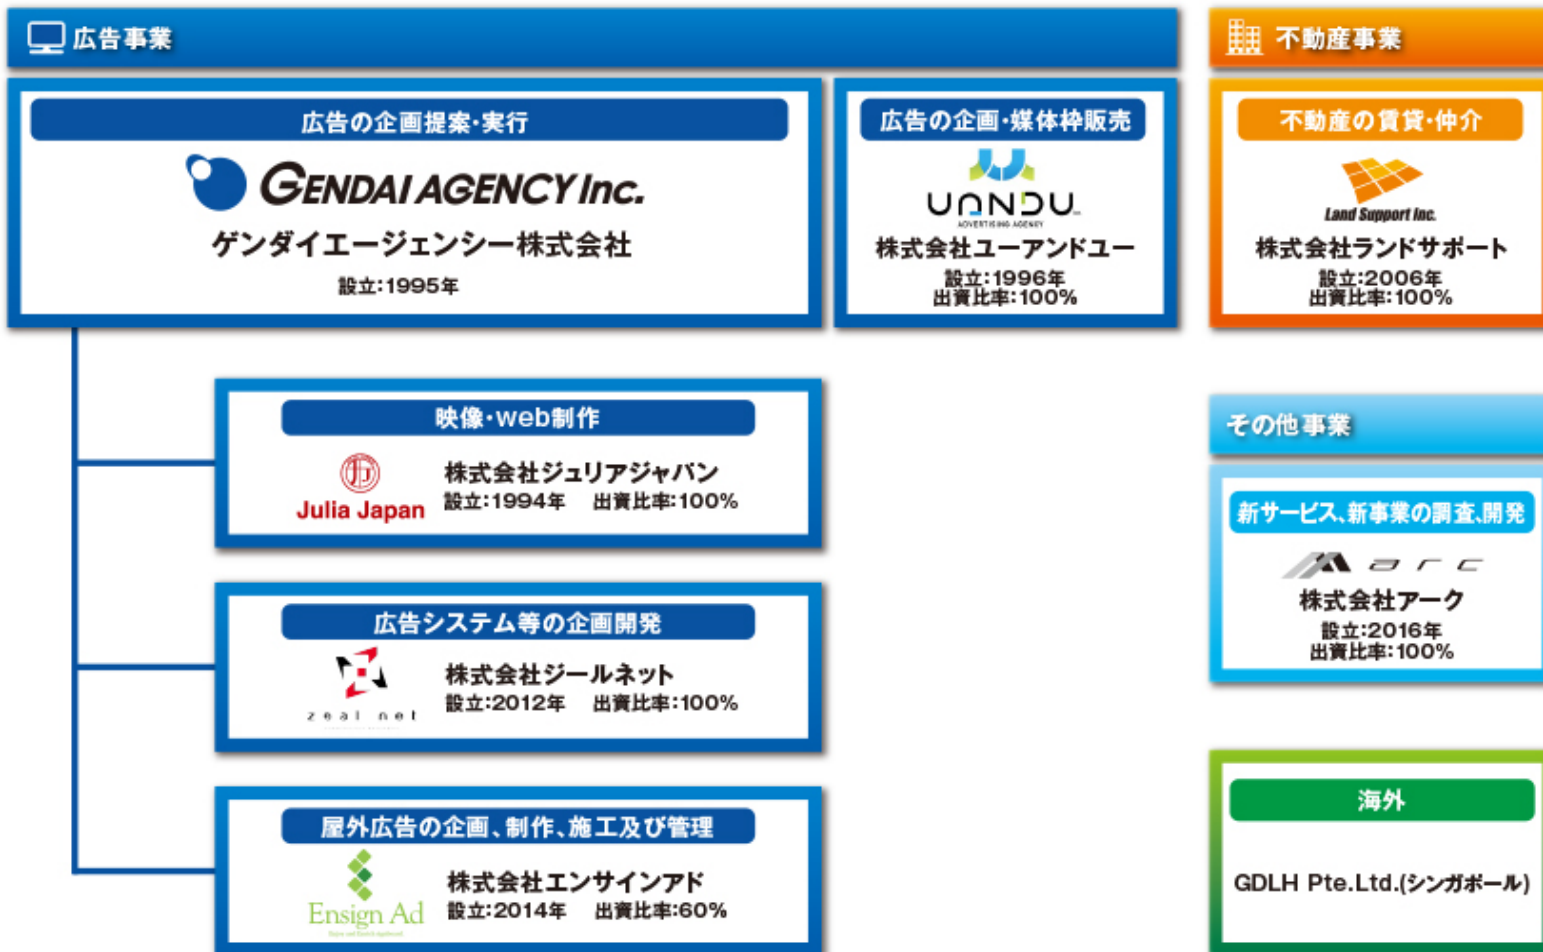 広告事業
広告の企画提案・実行
GENDAI AGENCY Inc.
ゲンダイエージェンシー株式会社
設立:1995年
広告の企画・媒体枠販売
UANDU
ADVERTISING AGENCY
株式会社ユーアンドユー
設立:1996年
出資比率:100%
映像・web制作
Julia Japan
株式会社ジュリアジャパン
設立:1994年 出資比率:100%
広告システム等の企画開発
zeal net
株式会社ジールネット
設立:2012年 出資比率:100%
屋外広告の企画、制作、施工及び管理
Ensign Ad
株式会社エンサインアド
設立:2014年 出資比率:60%
不動産事業
不動産の賃貸・仲介
Land Support Inc.
株式会社ランドサポート
設立:2006年
出資比率:100%
その他事業
新サービス、新事業の調査、開発
arc
株式会社アーク
設立:2016年
出資比率:100%
海外
GDLH Pte.Ltd.(シンガポール)